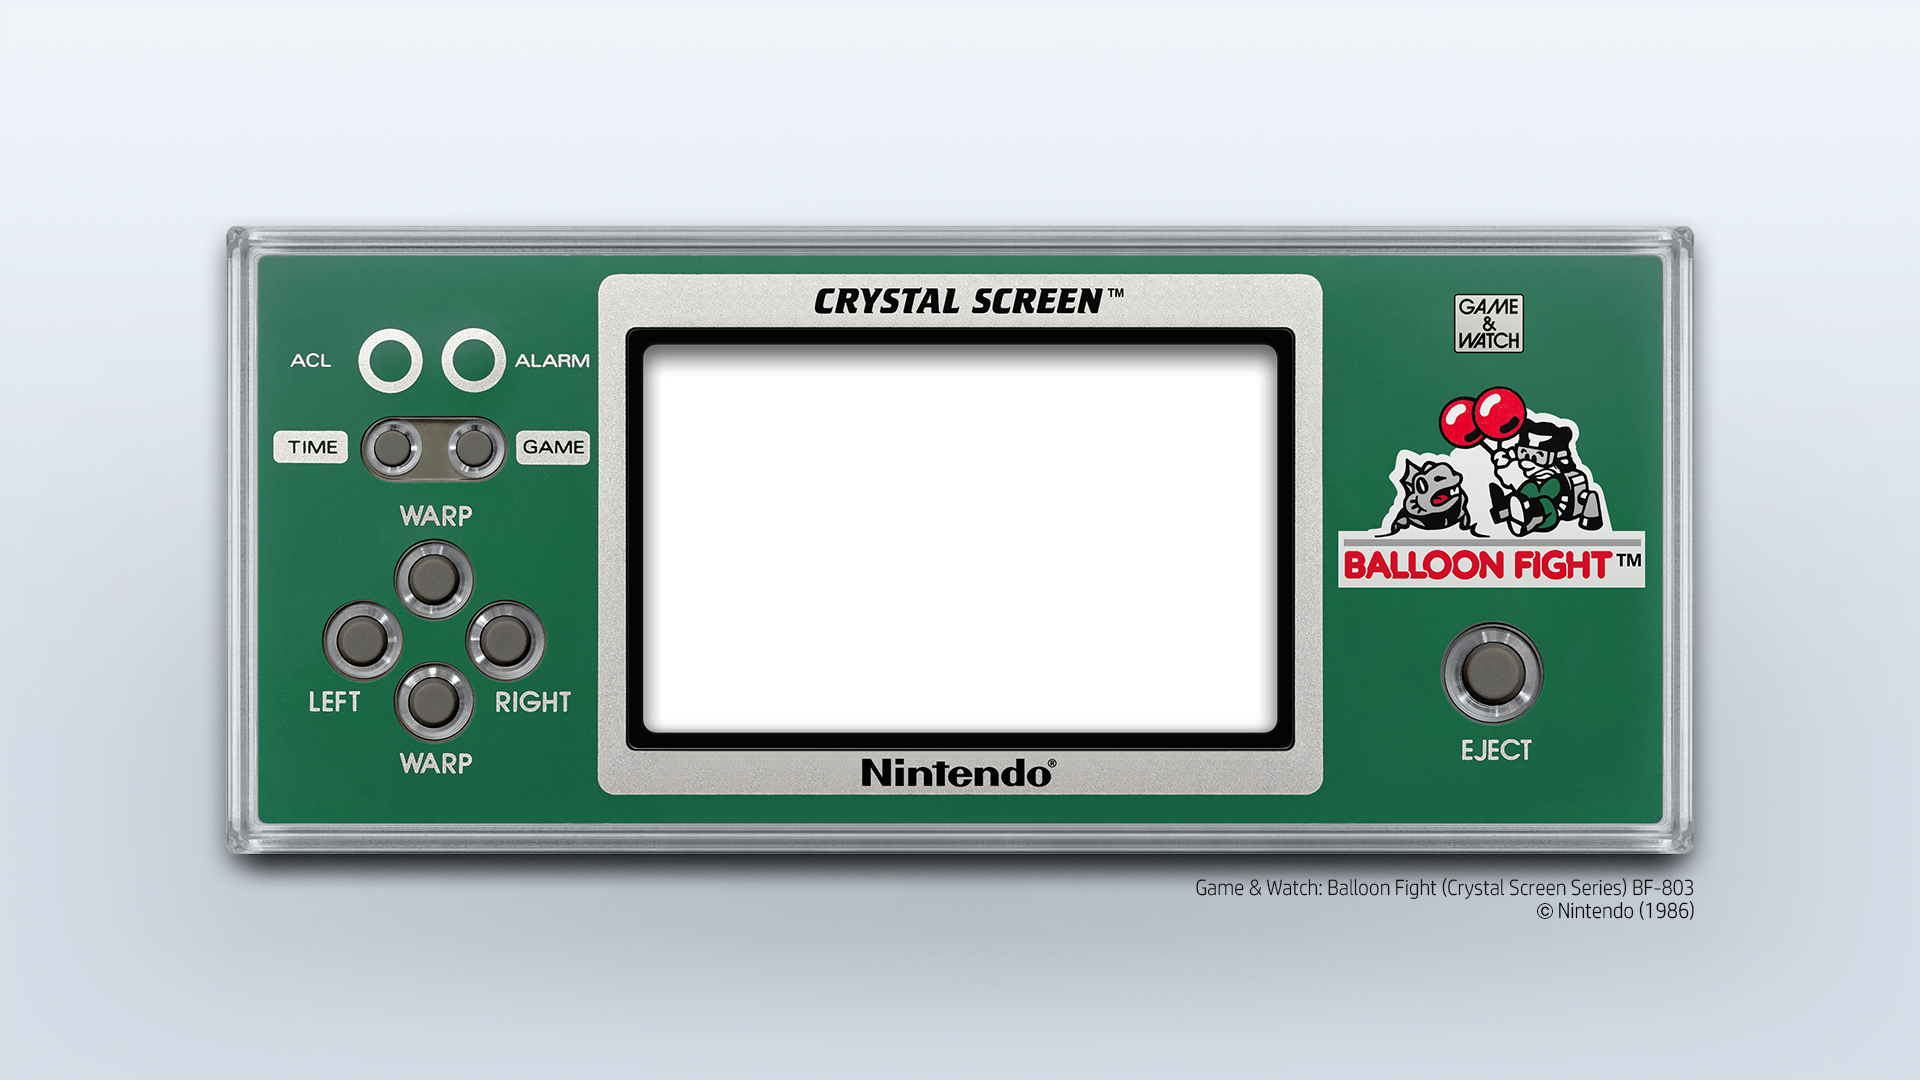 CRYSTAL SCREEN™
GAME
&
WATCH
ACL
ALARM
TIME
GAME
WARP
LEFT
RIGHT
WARP
BALLOON FIGHT™
EJECT
Nintendo®
Game & Watch: Balloon Fight (Crystal Screen Series) BF-803
© Nintendo (1986)